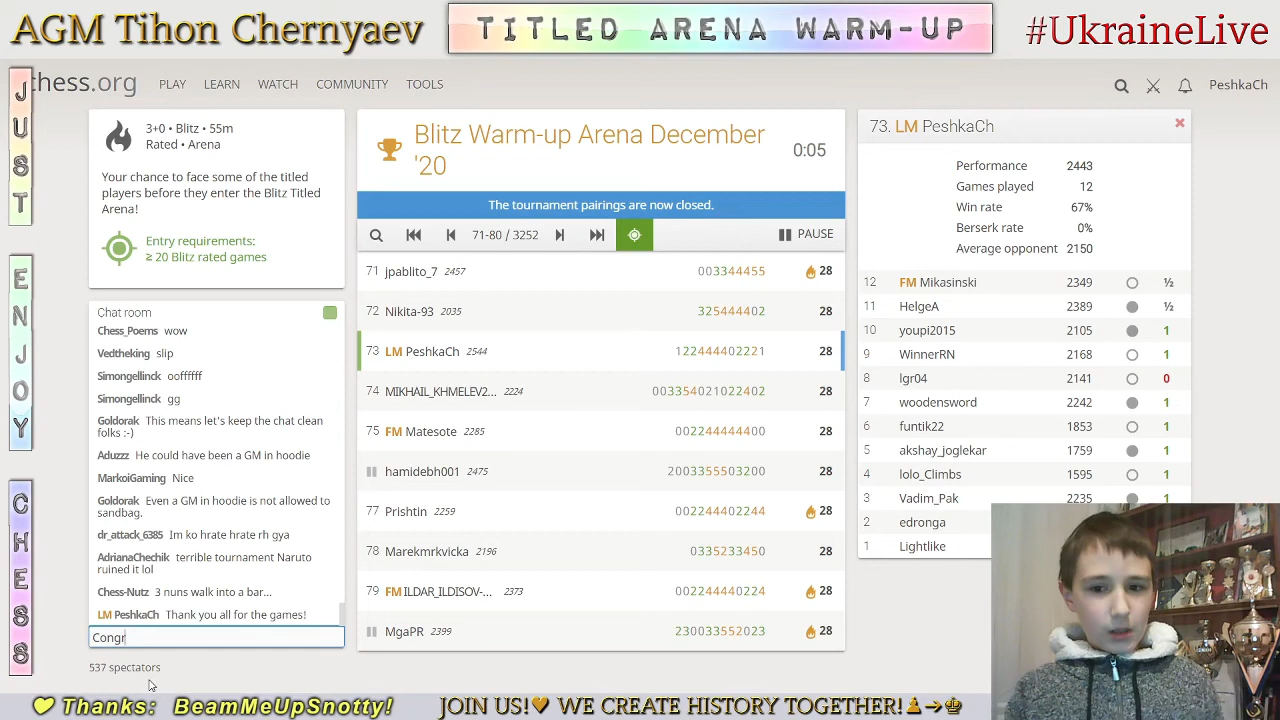 AGM Tihon Chernyaev
TITLED ARENA WARM-UP
#UkraineLive
JUST
ENJOY
CHESS
chess.org
PLAY LEARN WATCH COMMUNITY TOOLS
PeshkaCh
3+0 • Blitz • 55m
Rated • Arena
Your chance to face some of the titled
players before they enter the Blitz Titled
Arena!
Entry requirements:
≥ 20 Blitz rated games
Chat room
Chess_Poems wow
Vedtheking slip
Simongellinck ooffffff
Simongellinck gg
Goldorak This means let's keep the chat clean
folks :-)
Aduzzz He could have been a GM in hoodie
MarkoiGaming Nice
Goldorak Even a GM in hoodie is not allowed to
sandbag.
dr_attack_6385 Im ko hrate hrate rh gya
AdrianaChechik terrible tournament Naruto
ruined it lol
Chess-Nutz 3 nuns walk into a bar...
LM PeshkaCh Thank you all for the games!
Congr
537 spectators
Blitz Warm-up Arena December
'20
0:05
The tournament pairings are now closed.
71-80 / 3252
PAUSE
71 jpablito_7 2457 003344455 28
72 Nikita-93 2035 325444402 28
73 LM PeshkaCh 2544 122444402221 28
74 MIKHAIL_KHMELEV2... 2224 003354021022402 28
75 FM Matesote 2285 00224444400 28
hamidebh001 2475 2003355503200 28
77 Prishtin 2259 002244402244 28
78 Marekmrkvicka 2196 0335233450 28
79 FM ILDAR_ILDISOV-... 2373 00224440224 28
MgaPR 2399 230033552023 28
73. LM PeshkaCh
Performance 2443
Games played 12
Win rate 67%
Berserk rate 0%
Average opponent 2150
12 FM Mikasinski 2349 ½
11 HelgeA 2389 ½
10 youpi2015 2105 1
9 WinnerRN 2168 1
8 lgr04 2141 0
7 woodensword 2242 1
6 funtik22 1859 1
5 akshay_joglekar 2239 1
4 lolo_Climbs 1595 1
3 Vadim_Pak 2235 1
2 edronga
1 Lightlike
Thanks: BeamMeUpSnotty!
JOIN US!🧡 WE CREATE HISTORY TOGETHER!♟→♚